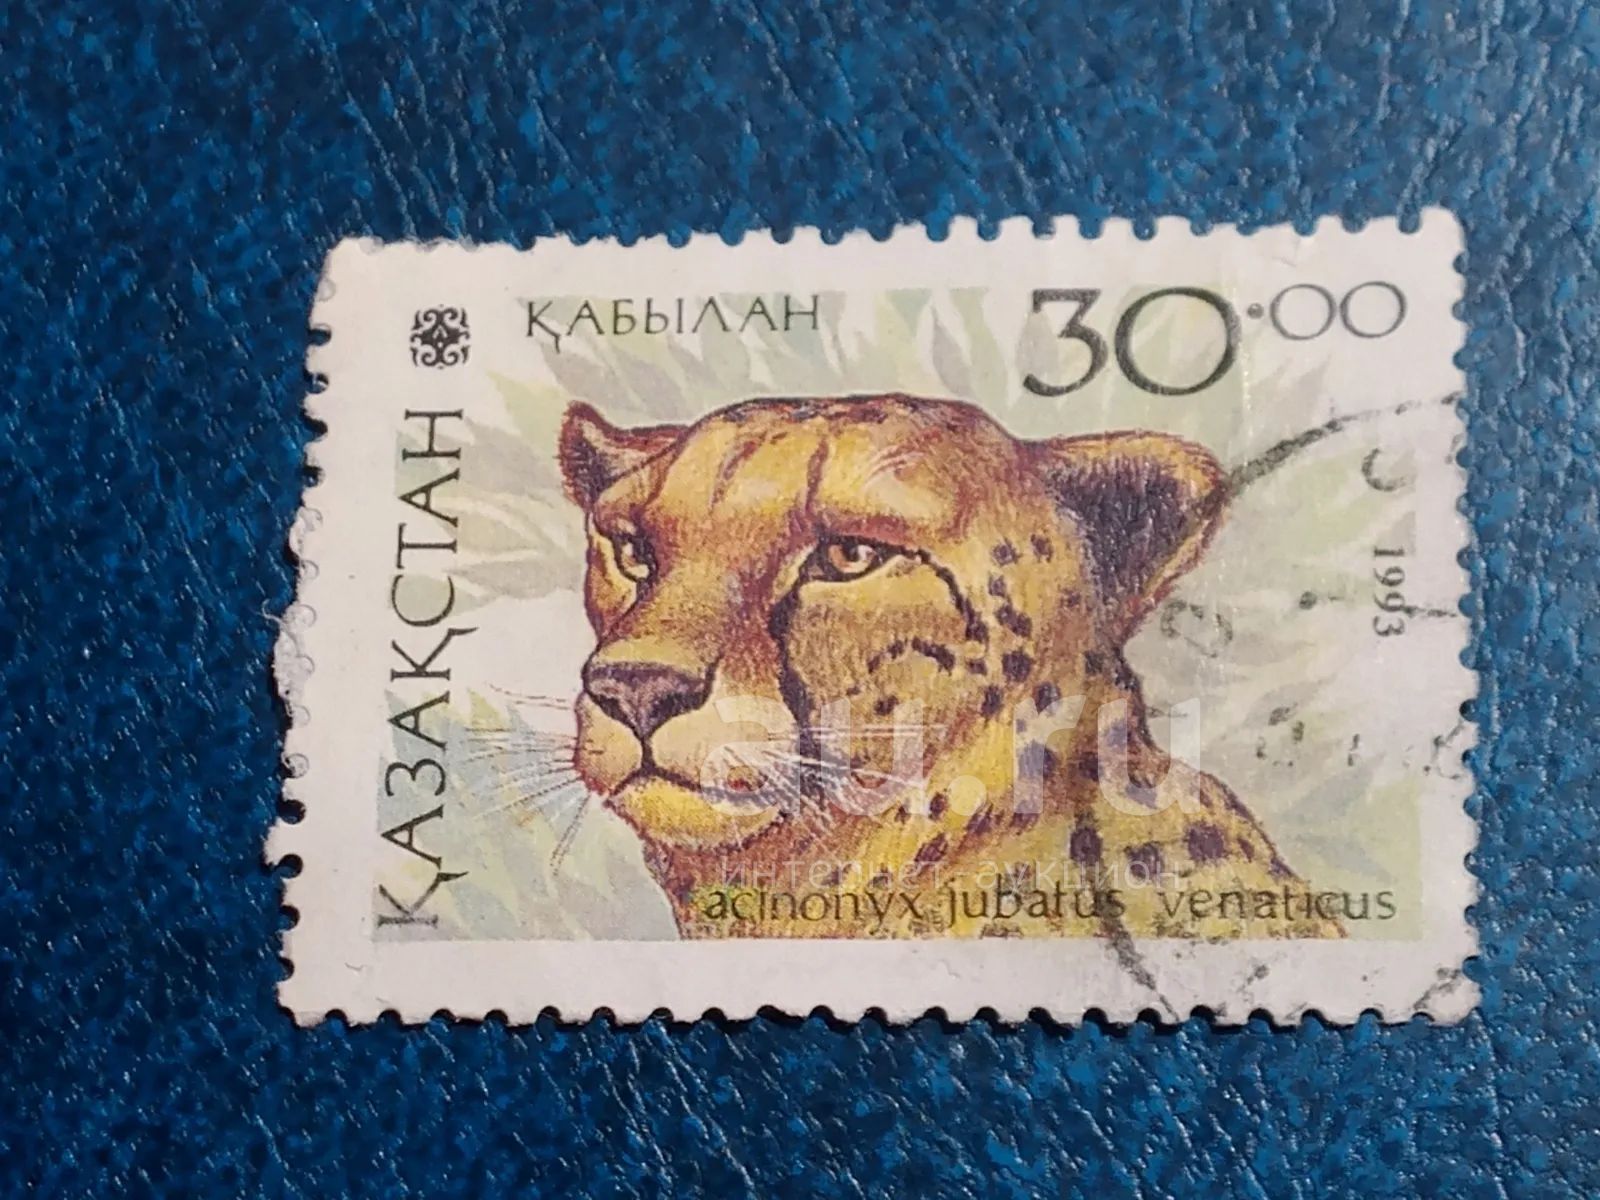 ҚАБЫЛАН
30.00
ҚАЗАҚСТАН
1993
au.ru
интернет-аукцион
acinonyx jubatus venaticus